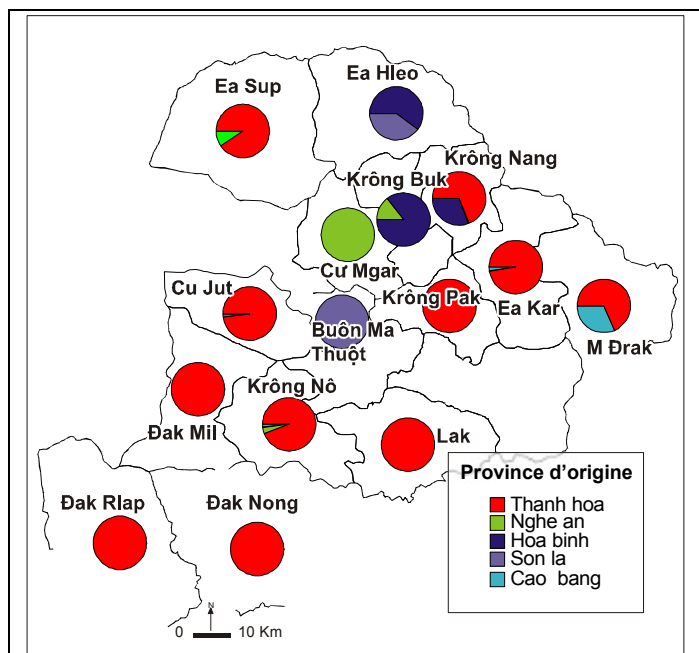 Ea Hleo
Ea Sup
Krông Nang
Krông Buk
Cư Mgar
Cu Jut
Krông Pak
Ea Kar
Buôn Ma
Thuột
M Đrak
Krông Nô
Đak Mil
Lak
Province d'origine
Thanh hoa
Nghe an
Hoa binh
Son la
Cao bang
Đak Rlap
Đak Nong
N
0 10 Km